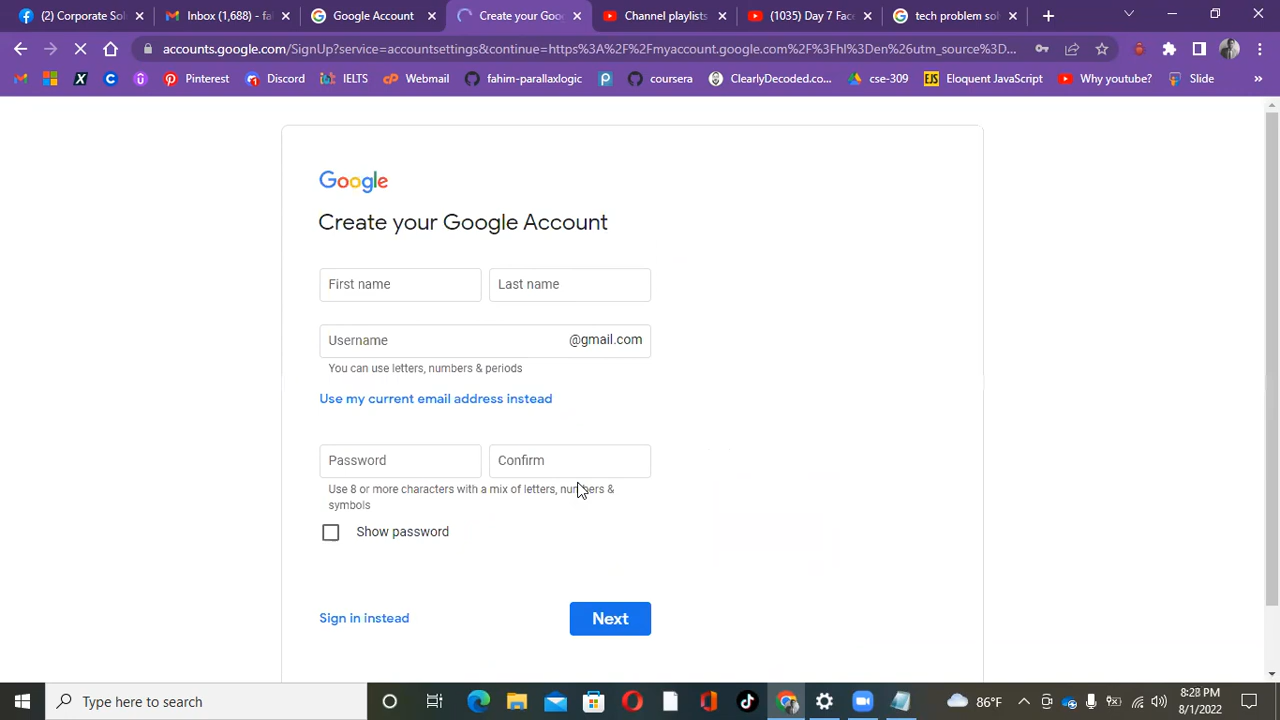 (2) Corporate Sol
Inbox (1,688) - fal
Google Account
Create your Goog
Channel playlists
(1035) Day 7 Fac
tech problem sol
accounts.google.com/SignUp?service=accountsettings&continue=https%3A%2F%2Fmyaccount.google.com%2F%3Fhl%3Den%26utm_source%3D...
Pinterest
Discord
IELTS
Webmail
fahim-parallaxlogic
coursera
ClearlyDecoded.co...
cse-309
EJS Eloquent JavaScript
Why youtube?
Slide
Google
Create your Google Account
First name
Last name
Username
@gmail.com
You can use letters, numbers & periods
Use my current email address instead
Password
Confirm
Use 8 or more characters with a mix of letters, numbers &
symbols
Show password
Sign in instead
Next
Type here to search
86°F
8:28 PM
8/1/2022